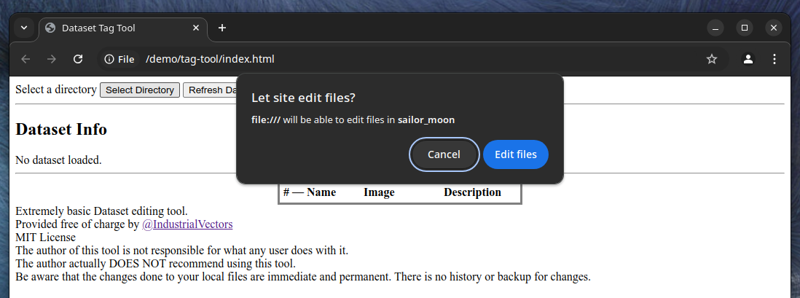 Dataset Tag Tool
File /demo/tag-tool/index.html
Select a directory Select Directory Refresh Da
Let site edit files?
file:/// will be able to edit files in sailor_moon
Cancel Edit files
Dataset Info
No dataset loaded.
# — Name Image Description
Extremely basic Dataset editing tool.
Provided free of charge by @IndustrialVectors
MIT License
The author of this tool is not responsible for what any user does with it.
The author actually DOES NOT recommend using this tool.
Be aware that the changes done to your local files are immediate and permanent. There is no history or backup for changes.